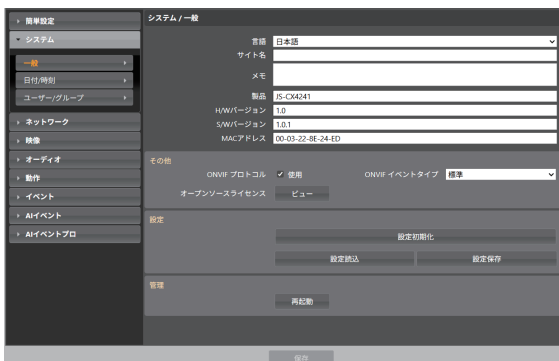 簡単設定
システム
一般
日付/時刻
ユーザー/グループ
ネットワーク
映像
オーディオ
動作
イベント
AIイベント
AIイベントプロ
システム / 一般
言語 日本語
サイト名
メモ
製品 JS-CX4241
H/Wバージョン 1.0
S/Wバージョン 1.0.1
MACアドレス 00-03-22-8E-24-ED
その他
ONVIF プロトコル 使用 ONVIF イベントタイプ 標準
オープンソースライセンス ビュー
設定
設定初期化
設定読込 設定保存
管理
再起動
保存